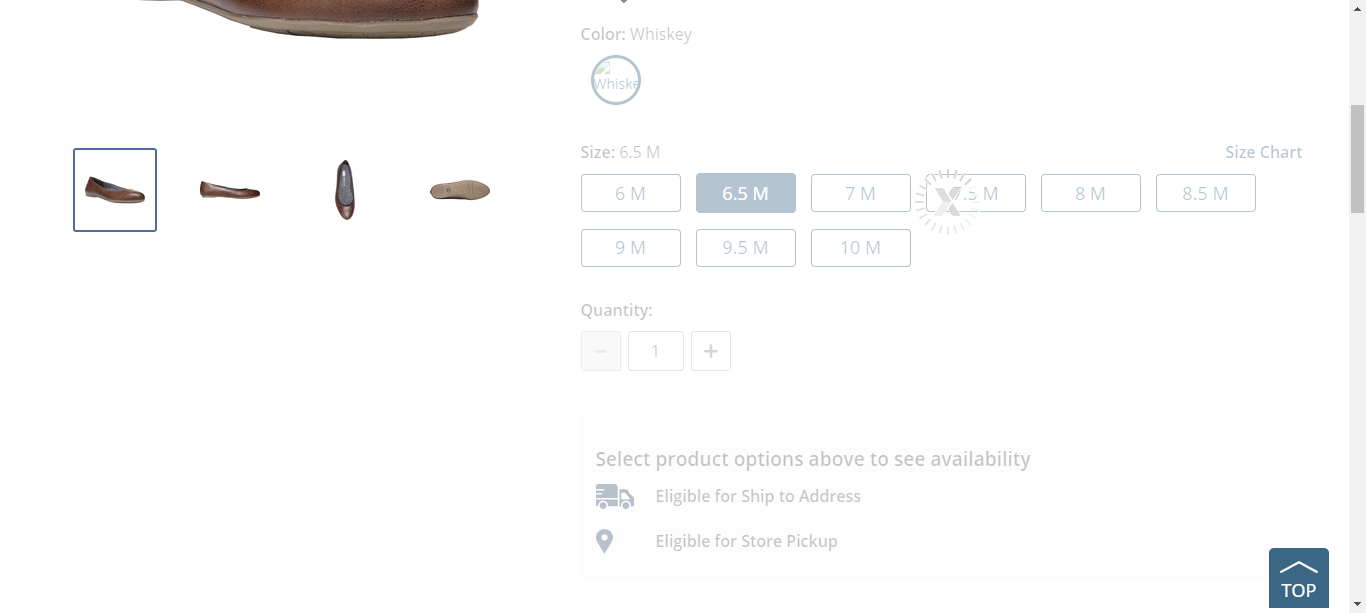 Color: Whiskey
Whiske
Size: 6.5 M
Size Chart
6 M
6.5 M
7 M
7.5 M
8 M
8.5 M
9 M
9.5 M
10 M
Quantity:
1
Select product options above to see availability
Eligible for Ship to Address
Eligible for Store Pickup
TOP